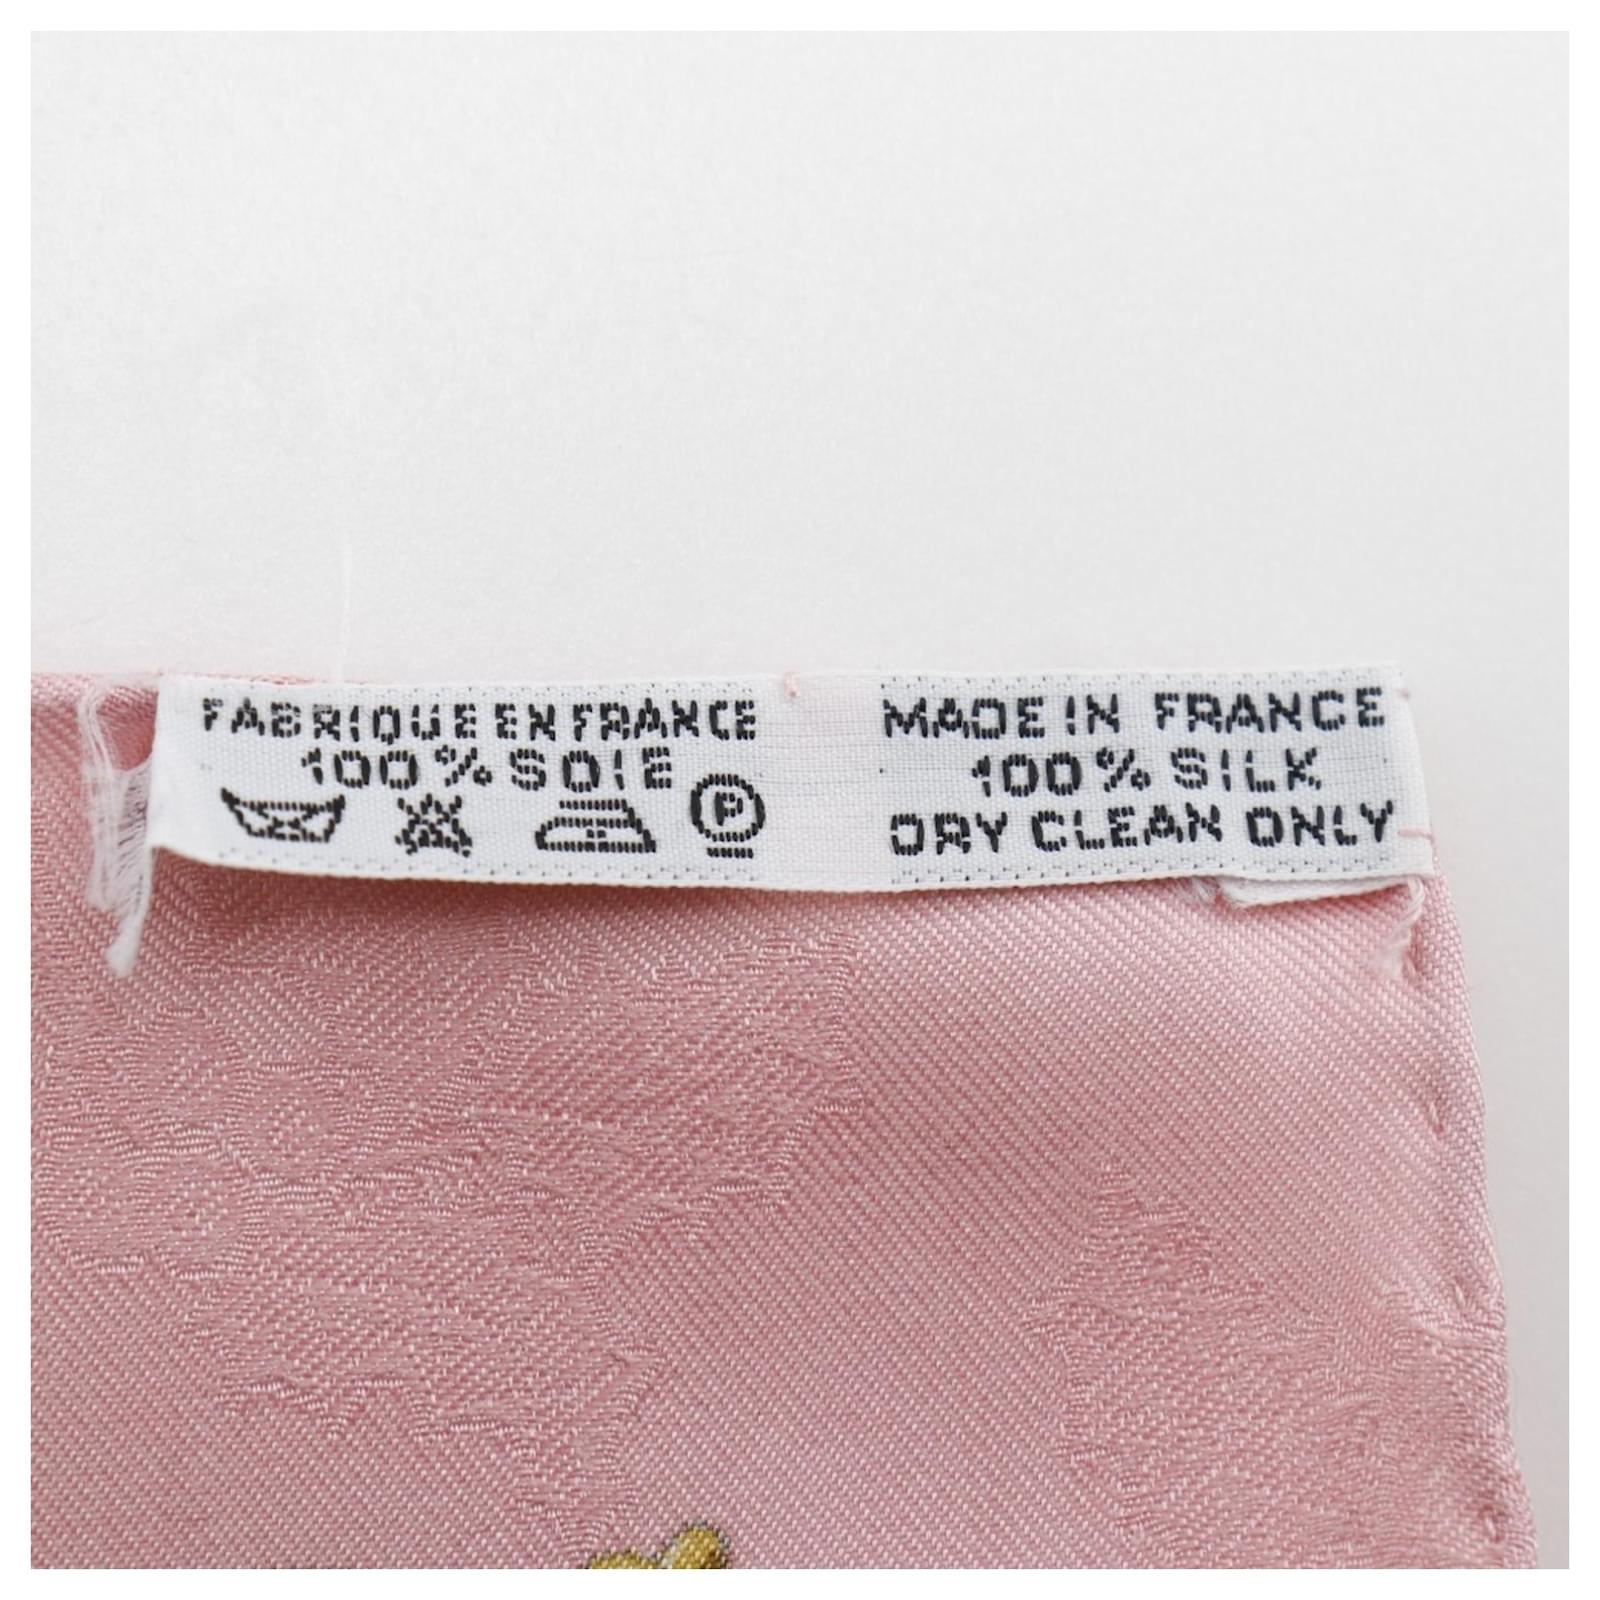 FABRIQUE EN FRANCE
100% SOIE
P
MADE IN FRANCE
100% SILK
DRY CLEAN ONLY